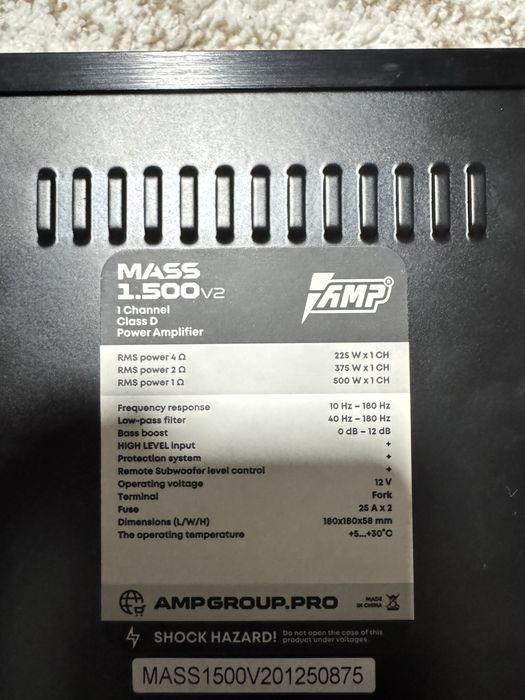 MASS
1.500 V2
1 Channel
Class D
Power Amplifier
AMP®
RMS power 4 Ω 225 W x 1 CH
RMS power 2 Ω 375 W x 1 CH
RMS power 1 Ω 500 W x 1 CH
Frequency response 10 Hz – 180 Hz
Low-pass filter 40 Hz – 180 Hz
Bass boost 0 dB – 12 dB
HIGH LEVEL input +
Protection system +
Remote Subwoofer level control +
Operating voltage 12 V
Terminal Fork
Fuse 25 A x 2
Dimensions (L/W/H) 180x180x58 mm
The operating temperature +5...+30°C
AMPGROUP.PRO
MADE
IN CHINA
SHOCK HAZARD!
Do not open the case of this
product under voltages
MASS1500V201250875